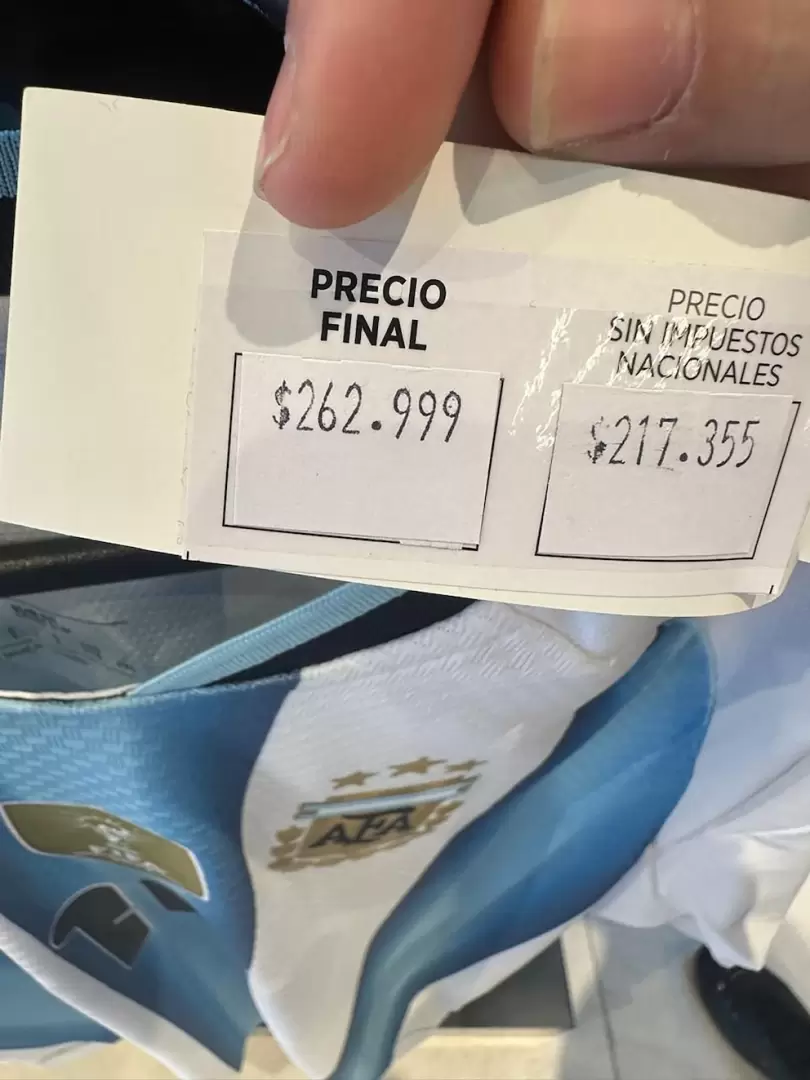 PRECIO
FINAL
$262.999
PRECIO
SIN IMPUESTOS
NACIONALES
$217.355
AFA